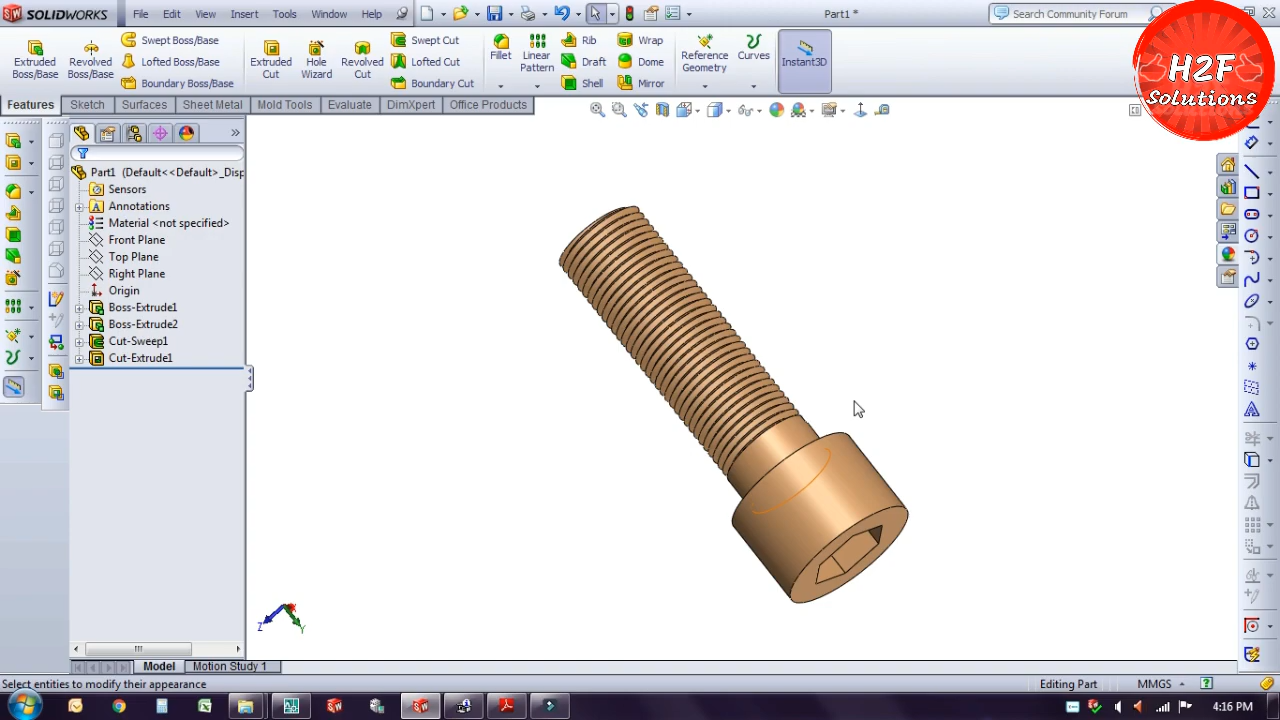 SOLIDWORKS File Edit View Insert Tools Window Help Part1 * Search Community Forum
Extruded Boss/Base
Revolved Boss/Base
Swept Boss/Base
Lofted Boss/Base
Boundary Boss/Base
Extruded Cut
Hole Wizard
Revolved Cut
Swept Cut
Lofted Cut
Boundary Cut
Fillet
Linear Pattern
Rib
Draft
Shell
Wrap
Dome
Mirror
Reference Geometry
Curves
Instant3D
H2F
Solutions
Features Sketch Surfaces Sheet Metal Mold Tools Evaluate DimXpert Office Products
Part1 (Default<<Default>_Disp
Sensors
Annotations
Material <not specified>
Front Plane
Top Plane
Right Plane
Origin
Boss-Extrude1
Boss-Extrude2
Cut-Sweep1
Cut-Extrude1
Z Y
Model Motion Study 1
Select entities to modify their appearance Editing Part MMGS
4:16 PM